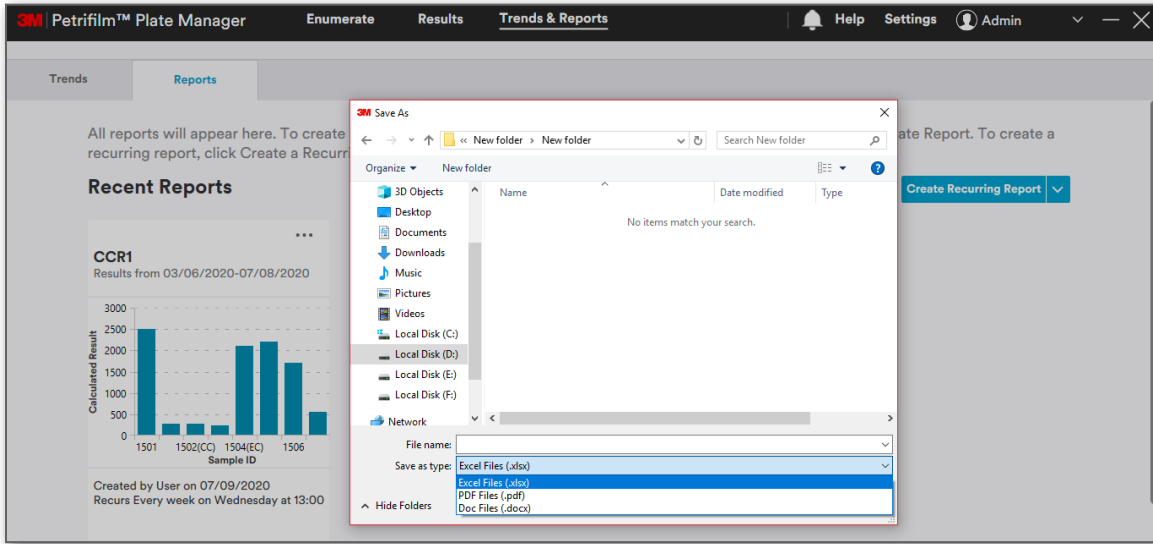 3M Petrifilm™ Plate Manager Enumerate Results Trends & Reports Help Settings Admin
Trends Reports
All reports will appear here. To create
ate Report. To create a
recurring report, click Create a Recurr
Recent Reports
Create Recurring Report
CCR1
Results from 03/06/2020-07/08/2020
Calculated Result
3000
2500
2000
1500
1000
500
0
1501 1502(CC) 1504(EC) 1506
Sample ID
Created by User on 07/09/2020
Recurs Every week on Wednesday at 13:00
3M Save As
« New folder › New folder
Search New folder
Organize New folder
Name Date modified Type
No items match your search.
3D Objects
Desktop
Documents
Downloads
Music
Pictures
Videos
Local Disk (C:)
Local Disk (D:)
Local Disk (E:)
Local Disk (F:)
Network
File name:
Save as type: Excel Files (.xlsx)
Excel Files (.xlsx)
PDF Files (.pdf)
Doc Files (.docx)
Hide Folders